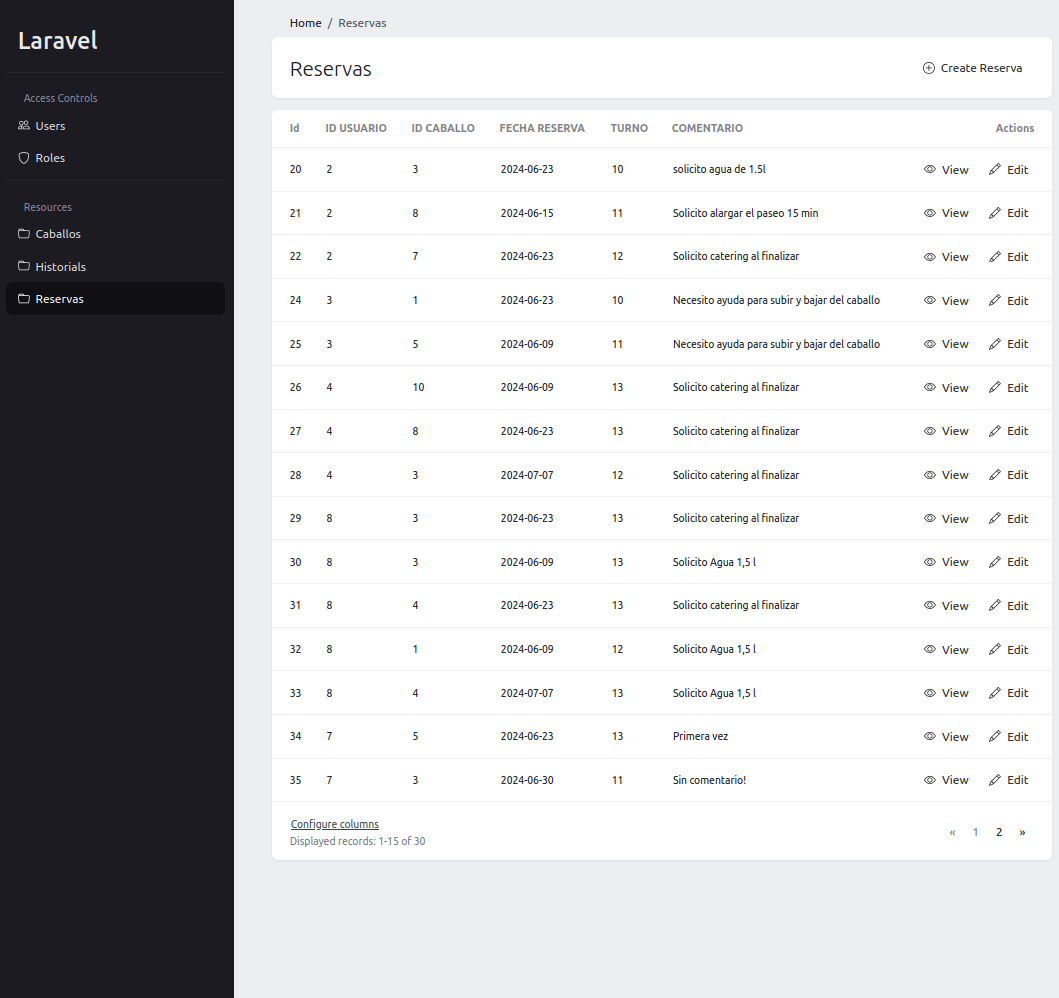 Laravel
Access Controls
Users
Roles
Resources
Caballos
Historials
Reservas
Home / Reservas
Reservas
Create Reserva
Id ID USUARIO ID CABALLO FECHA RESERVA TURNO COMENTARIO Actions
20 2 3 2024-06-23 10 solicito agua de 1.5l View Edit
21 2 8 2024-06-15 11 Solicito alargar el paseo 15 min View Edit
22 2 7 2024-06-23 12 Solicito catering al finalizar View Edit
24 3 1 2024-06-23 10 Necesito ayuda para subir y bajar del caballo View Edit
25 3 5 2024-06-09 11 Necesito ayuda para subir y bajar del caballo View Edit
26 4 10 2024-06-09 13 Solicito catering al finalizar View Edit
27 4 8 2024-06-23 13 Solicito catering al finalizar View Edit
28 4 3 2024-07-07 12 Solicito catering al finalizar View Edit
29 8 3 2024-06-23 13 Solicito catering al finalizar View Edit
30 8 3 2024-06-09 13 Solicito Agua 1,5 l View Edit
31 8 4 2024-06-23 13 Solicito catering al finalizar View Edit
32 8 1 2024-06-09 12 Solicito Agua 1,5 l View Edit
33 8 4 2024-07-07 13 Solicito Agua 1,5 l View Edit
34 7 5 2024-06-23 13 Primera vez View Edit
35 7 3 2024-06-30 11 Sin comentario! View Edit
Configure columns
Displayed records: 1-15 of 30
« 1 2 »